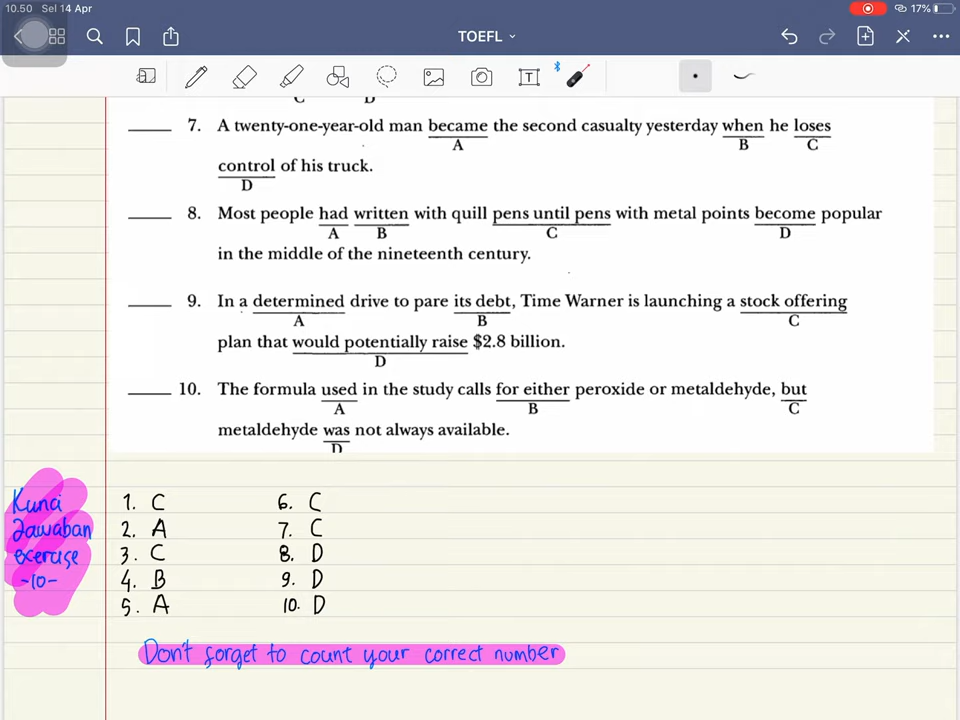 10.50 Sel 14 Apr
17%
TOEFL
T
C D
7. A twenty-one-year-old man became the second casualty yesterday when he loses
A B C
control of his truck.
D
8. Most people had written with quill pens until pens with metal points become popular
A B C D
in the middle of the nineteenth century.
9. In a determined drive to pare its debt, Time Warner is launching a stock offering
A B C
plan that would potentially raise $2.8 billion.
D
10. The formula used in the study calls for either peroxide or metaldehyde, but
A B C
metaldehyde was not always available.
D
Kunci
Jawaban
exercise
-10-
1. C 6. C
2. A 7. C
3. C 8. D
4. B 9. D
5. A 10. D
Don't forget to count your correct number